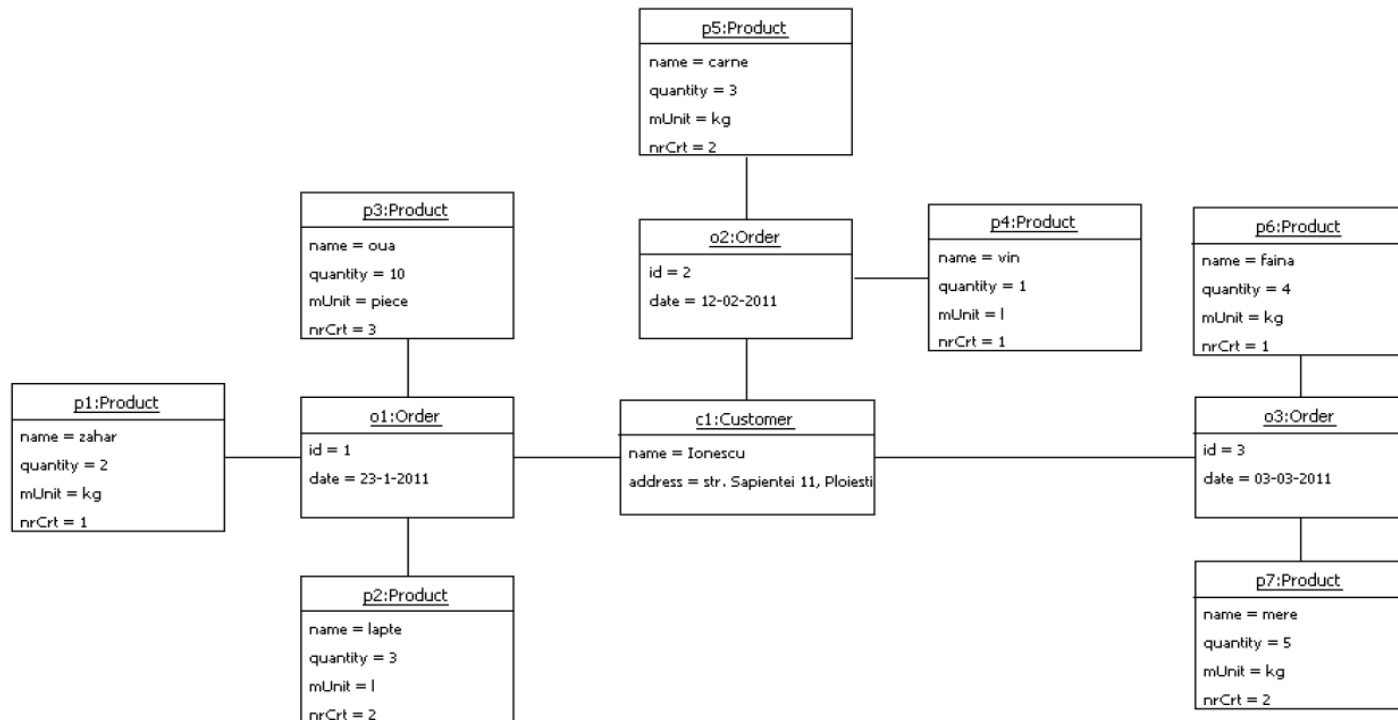 p5:Product
name = carne
quantity = 3
mUnit = kg
nrCrt = 2
p3:Product
name = oua
quantity = 10
mUnit = piece
nrCrt = 3
o2:Order
id = 2
date = 12-02-2011
p4:Product
name = vin
quantity = 1
mUnit = l
nrCrt = 1
p6:Product
name = faina
quantity = 4
mUnit = kg
nrCrt = 1
p1:Product
name = zahar
quantity = 2
mUnit = kg
nrCrt = 1
o1:Order
id = 1
date = 23-1-2011
c1:Customer
name = Ionescu
address = str. Sapientei 11, Ploiesti
o3:Order
id = 3
date = 03-03-2011
p2:Product
name = lapte
quantity = 3
mUnit = l
nrCrt = 2
p7:Product
name = mere
quantity = 5
mUnit = kg
nrCrt = 2